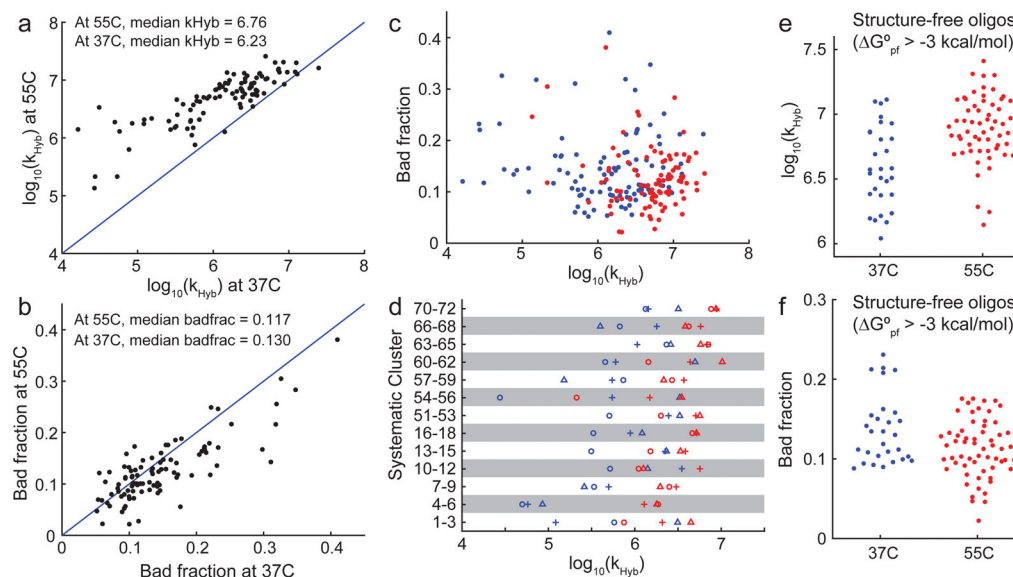 a
At 55C, median kHyb = 6.76
At 37C, median kHyb = 6.23
log10(kHyb) at 55C
8
7
6
5
4
4
5
6
7
8
log10(kHyb) at 37C
b
At 55C, median badfrac = 0.117
At 37C, median badfrac = 0.130
Bad fraction at 55C
0.4
0.3
0.2
0.1
0
0
0.1
0.2
0.3
0.4
Bad fraction at 37C
c
Bad fraction
0.4
0.3
0.2
0.1
0
4
5
6
7
8
log10(kHyb)
d
Systematic Cluster
70-72
66-68
63-65
60-62
57-59
54-56
51-53
16-18
13-15
10-12
7-9
4-6
1-3
4
5
6
7
log10(kHyb)
e
Structure-free oligos
(ΔGºpf > -3 kcal/mol)
log10(kHyb)
7.5
7
6.5
6
37C
55C
f
Structure-free oligos
(ΔGºpf > -3 kcal/mol)
Bad fraction
0.3
0.2
0.1
0
37C
55C